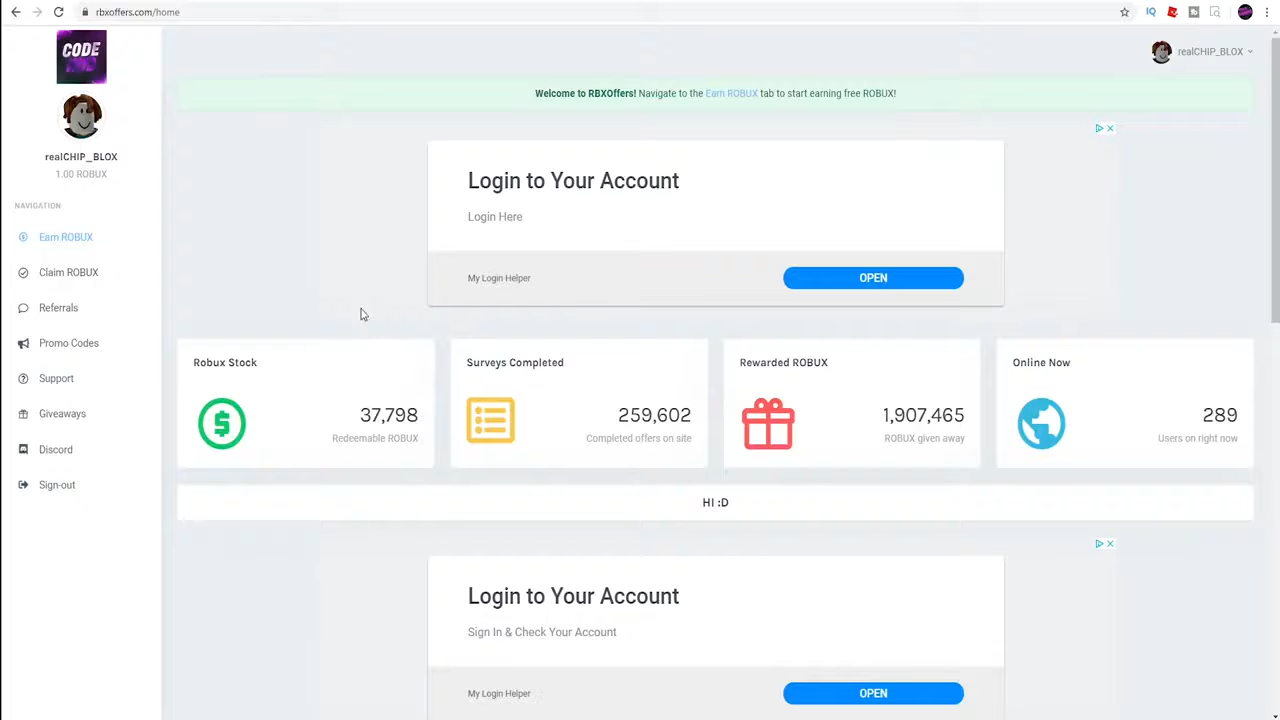 rbxoffers.com/home
CODE
realCHIP_BLOX
Welcome to RBXOffers! Navigate to the Earn ROBUX tab to start earning free ROBUX!
realCHIP_BLOX
1.00 ROBUX
NAVIGATION
Earn ROBUX
Claim ROBUX
Referrals
Promo Codes
Support
Giveaways
Discord
Sign-out
Login to Your Account
Login Here
My Login Helper
OPEN
Robux Stock
37,798
Redeemable ROBUX
Surveys Completed
259,602
Completed offers on site
Rewarded ROBUX
1,907,465
ROBUX given away
Online Now
289
Users on right now
HI :D
Login to Your Account
Sign In & Check Your Account
My Login Helper
OPEN